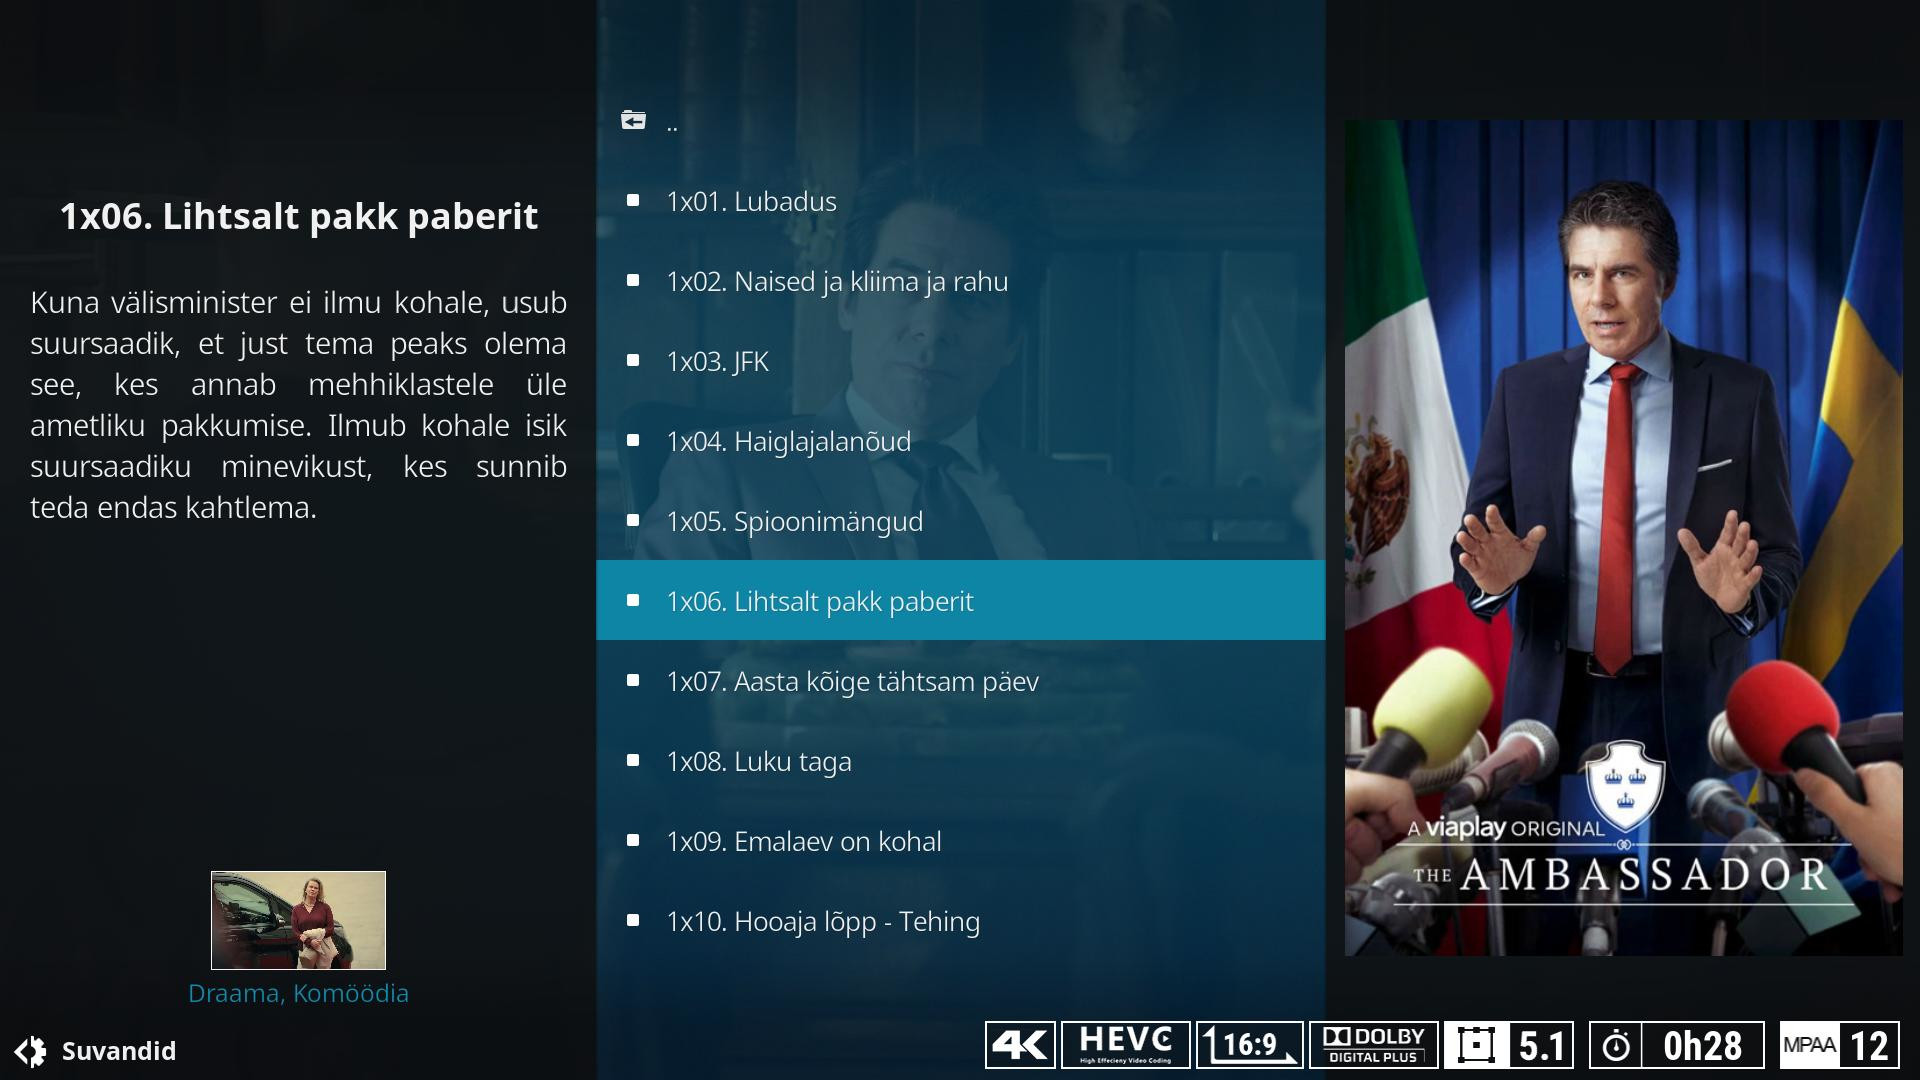 1x06. Lihtsalt pakk paberit
Kuna välisminister ei ilmu kohale, usub
suursaadik, et just tema peaks olema
see, kes annab mehhiklastele üle
ametliku pakkumise. Ilmub kohale isik
suursaadiku minevikust, kes sunnib
teda endas kahtlema.
Draama, Komöödia
Suvandid
..
1x01. Lubadus
1x02. Naised ja kliima ja rahu
1x03. JFK
1x04. Haiglajalanõud
1x05. Spioonimängud
1x06. Lihtsalt pakk paberit
1x07. Aasta kõige tähtsam päev
1x08. Luku taga
1x09. Emalaev on kohal
1x10. Hooaja lõpp - Tehing
A viaplay ORIGINAL
THE AMBASSADOR
4K
HEVC
High Effecieny Video Coding
16:9
DOLBY
DIGITAL PLUS
5.1
0h28
MPAA 12